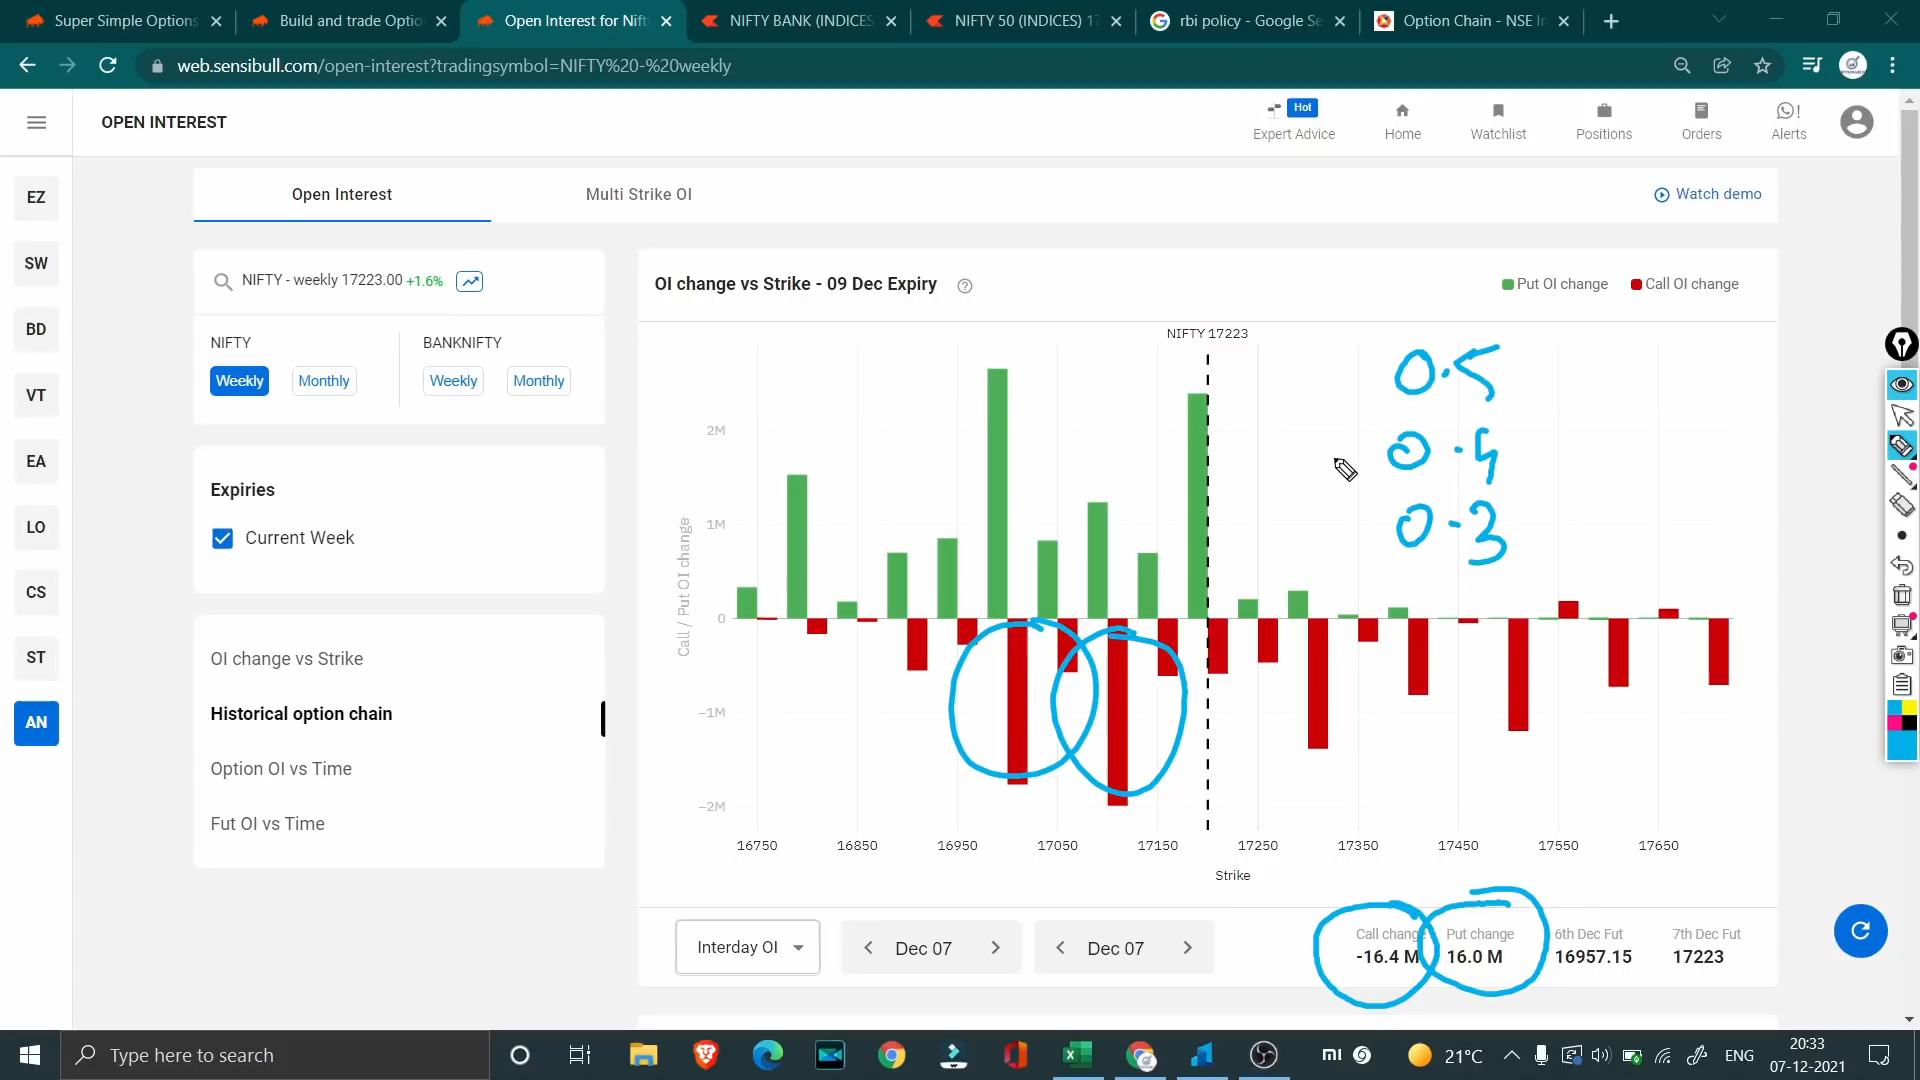 Super Simple Options
Build and trade Optio
Open Interest for Nift
NIFTY BANK (INDICES
NIFTY 50 (INDICES) 17
rbi policy - Google Se
Option Chain - NSE In
web.sensibull.com/open-interest?tradingsymbol=NIFTY%20-%20weekly
OPEN INTEREST
Hot
Expert Advice
Home
Watchlist
Positions
Orders
Alerts
EZ
SW
BD
VT
EA
LO
CS
ST
AN
Open Interest
Multi Strike OI
Watch demo
NIFTY - weekly 17223.00 +1.6%
NIFTY
BANKNIFTY
Weekly
Monthly
Weekly
Monthly
Expiries
Current Week
OI change vs Strike
Historical option chain
Option OI vs Time
Fut OI vs Time
OI change vs Strike - 09 Dec Expiry
Put OI change
Call OI change
NIFTY 17223
0.5
0.4
0.3
Call / Put OI change
2M
1M
0
−1M
−2M
16750 16850 16950 17050 17150 17250 17350 17450 17550 17650
Strike
Interday OI
Dec 07
Dec 07
Call change
-16.4 M
Put change
16.0 M
6th Dec Fut
16957.15
7th Dec Fut
17223
Type here to search
21°C
ENG
20:33
07-12-2021